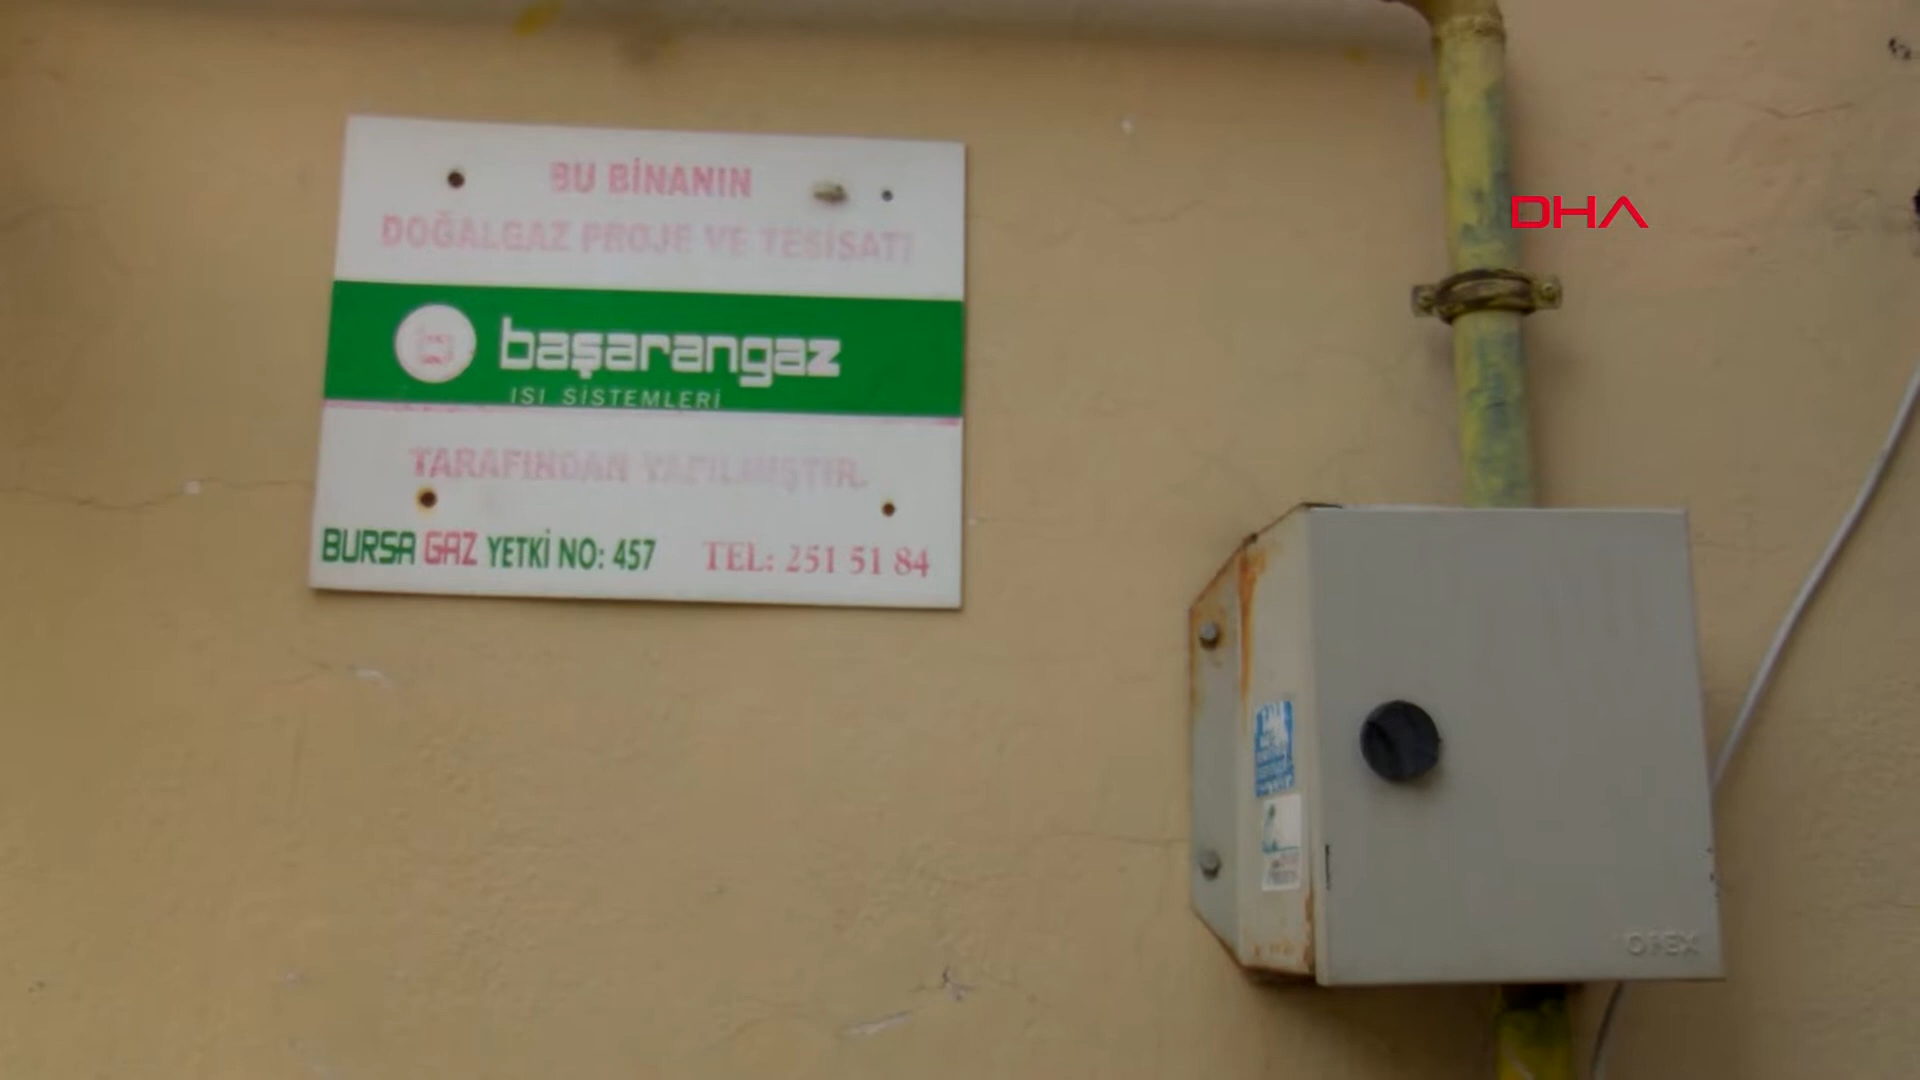 BU BİNANIN
DOĞALGAZ PROJE VE TESİSATI
başarangaz
ISI SİSTEMLERİ
TARAFINDAN YAPILMIŞTIR.
BURSA GAZ YETKİ NO: 457 TEL: 251 51 84
DHA